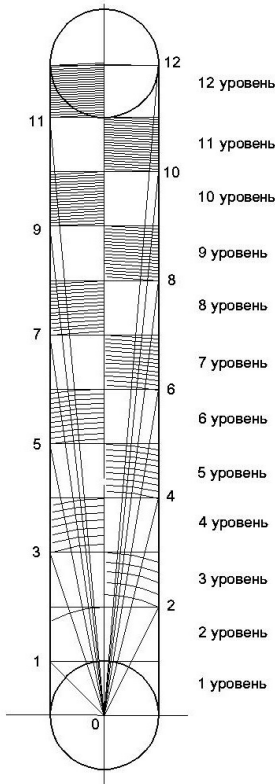 12
12 уровень
11
11 уровень
10
10 уровень
9
9 уровень
8
8 уровень
7
7 уровень
6
6 уровень
5
5 уровень
4
4 уровень
3
3 уровень
2
2 уровень
1
1 уровень
0